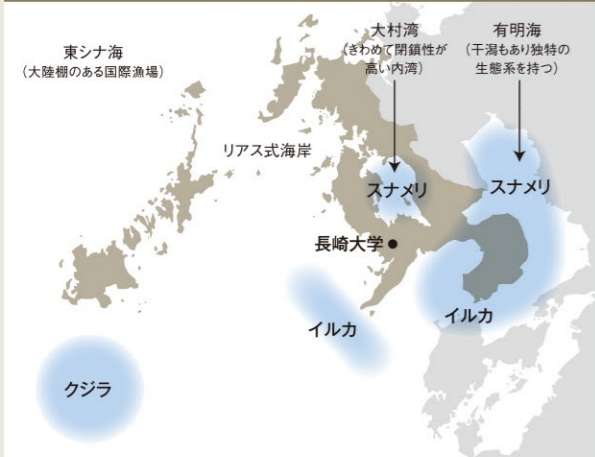 東シナ海
（大陸棚のある国際漁場）
大村湾
（きわめて閉鎖性が
高い内湾）
有明海
（干潟もあり独特の
生態系を持つ）
リアス式海岸
スナメリ
スナメリ
長崎大学
イルカ
イルカ
クジラ